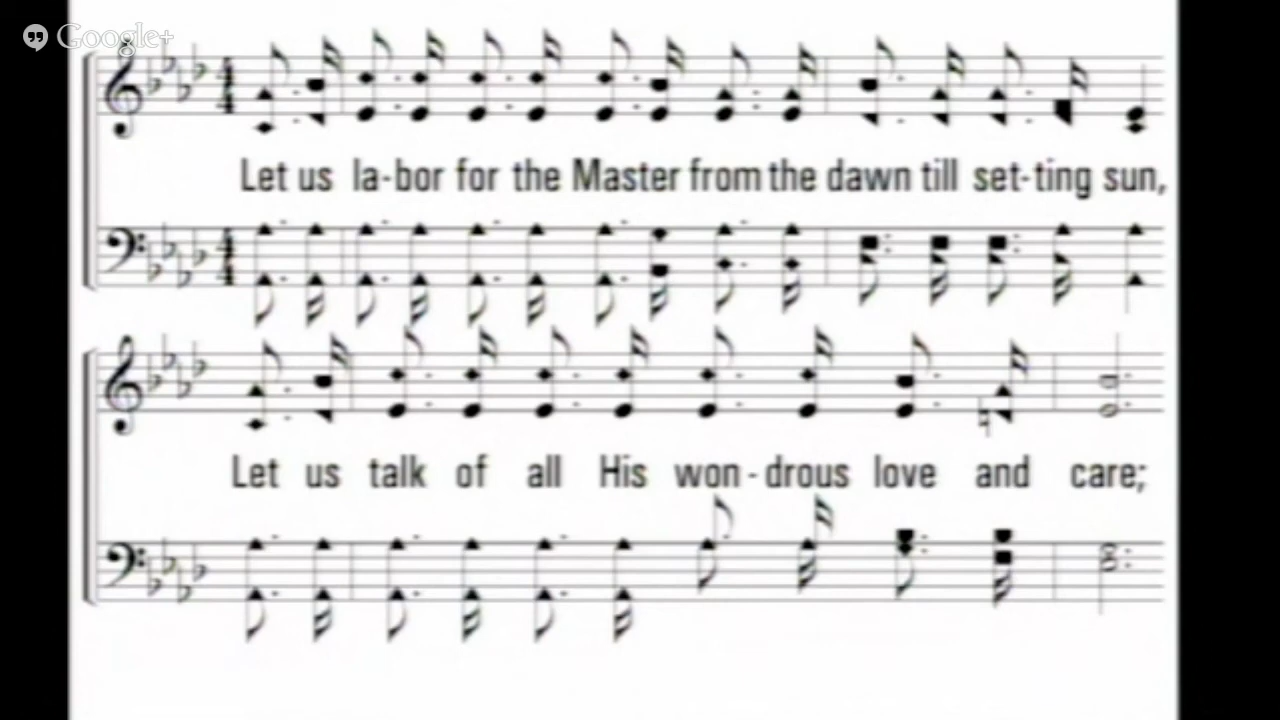 Google+
Let us la-bor for the Master from the dawn till set-ting sun,
Let us talk of all His won-drous love and care;